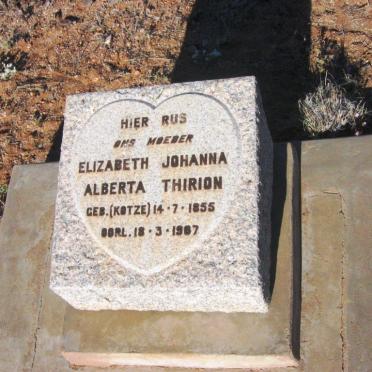 HIER RUS
ONS MOEDER
ELIZABETH JOHANNA
ALBERTA THIRION
GEB. (KOTZE) 14·7·1855
OORL. 18·3·1907